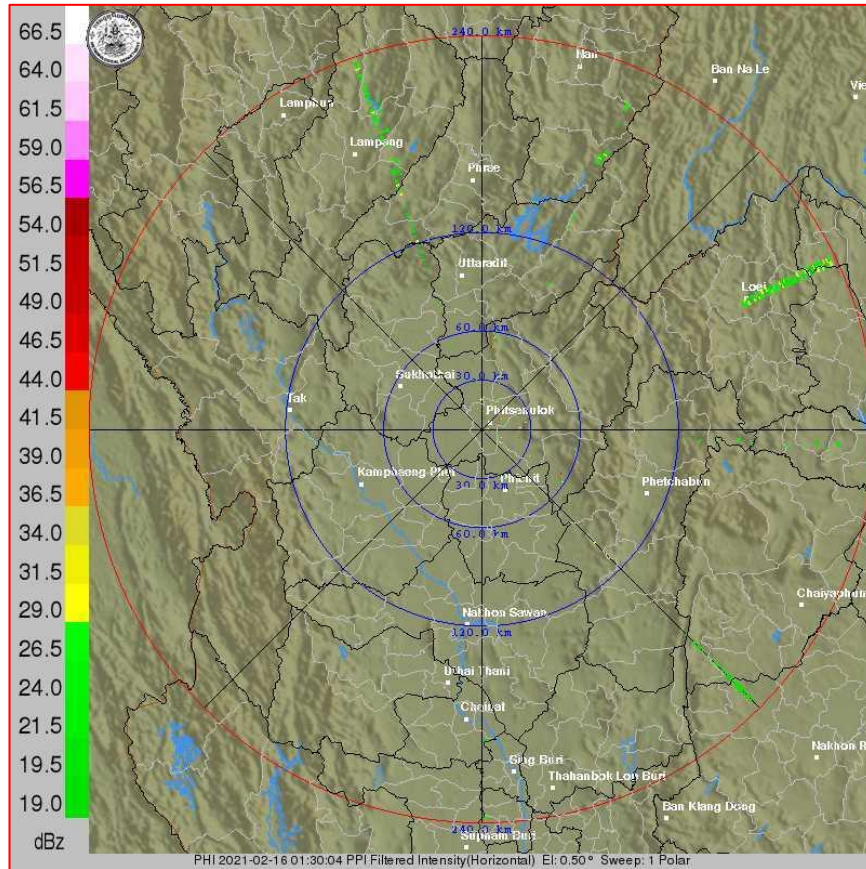 66.5
64.0
61.5
59.0
56.5
54.0
51.5
49.0
46.5
44.0
41.5
39.0
36.5
34.0
31.5
29.0
26.5
24.0
21.5
19.5
19.0
dBz
240.0 km
Nan
Ban Na Le
Vie
Lamphun
Lampang
Phrae
120.0 km
Uttaradit
Loei
60.0 km
30.0 km
Sukhothai
Tak
Phitsanulok
Kamphaeng Phet
Phichit
30.0 km
Phetchabun
60.0 km
Chaiyaphum
Nakhon Sawan
120.0 km
Uthai Thani
Chainat
Sing Buri
Nakhon R
Thahanbok Lop Buri
Ban Klang Dong
240.0 km
Suphan Buri
PHI 2021-02-16 01:30:04 PPI Filtered Intensity(Horizontal) El: 0.50° Sweep: 1 Polar